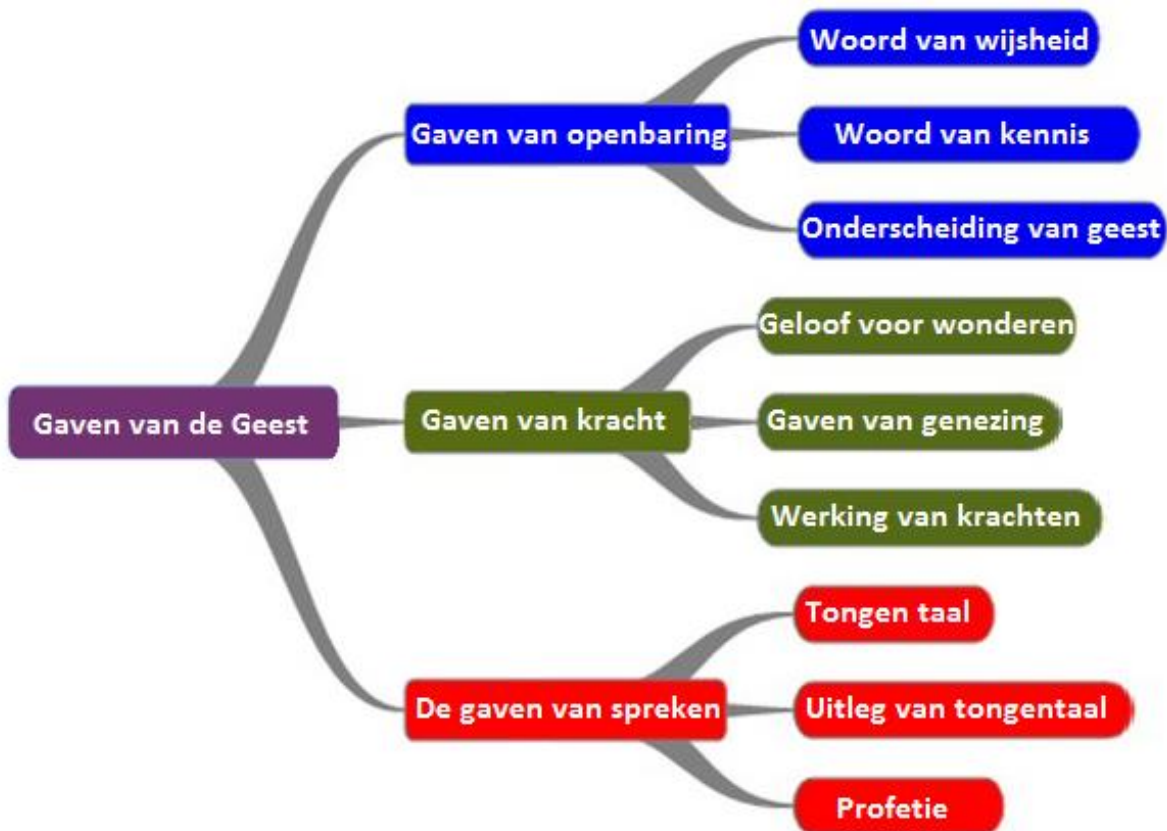 Gaven van de Geest
Gaven van openbaring
Woord van wijsheid
Woord van kennis
Onderscheiding van geest
Gaven van kracht
Geloof voor wonderen
Gaven van genezing
Werking van krachten
De gaven van spreken
Tongen taal
Uitleg van tongentaal
Profetie